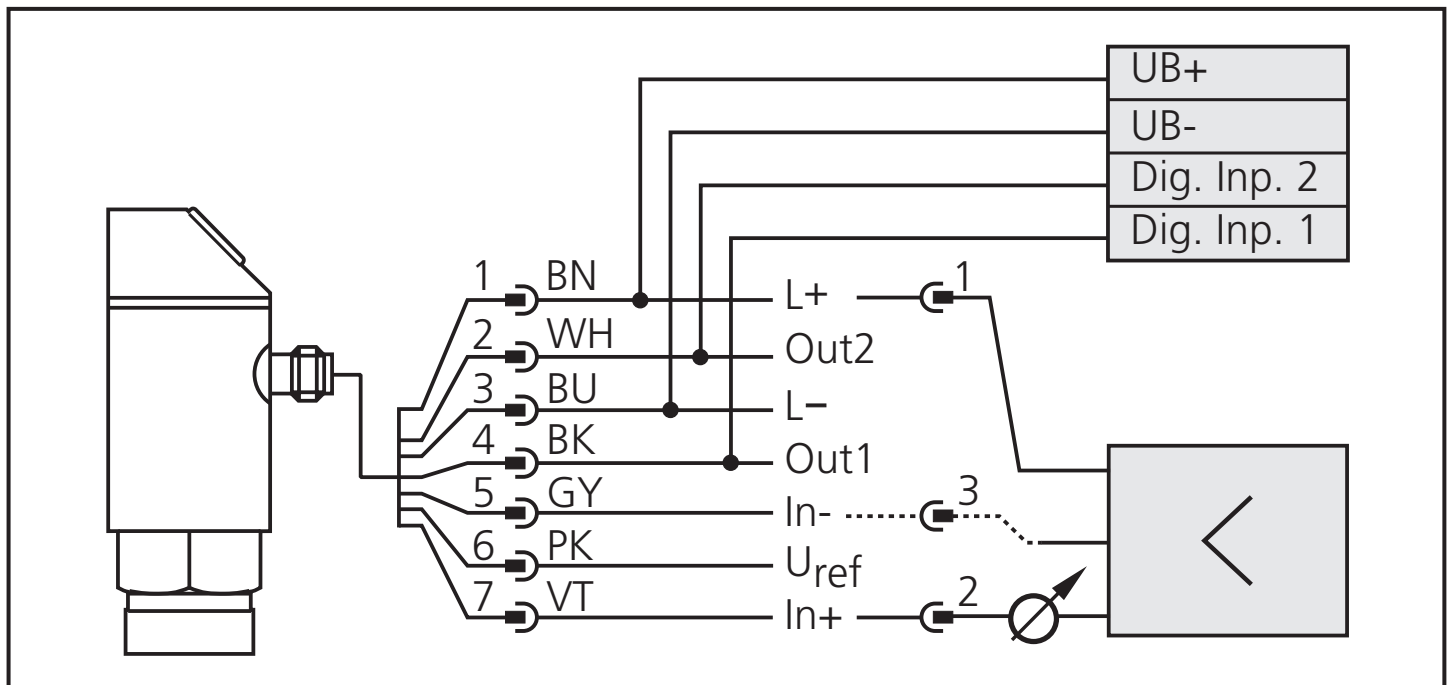 UB+
UB-
Dig. Inp. 2
Dig. Inp. 1
1 BN L+ 1
2 WH Out2
3 BU L−
4 BK Out1
5 GY In- 3
6 PK Uref
7 VT In+ 2